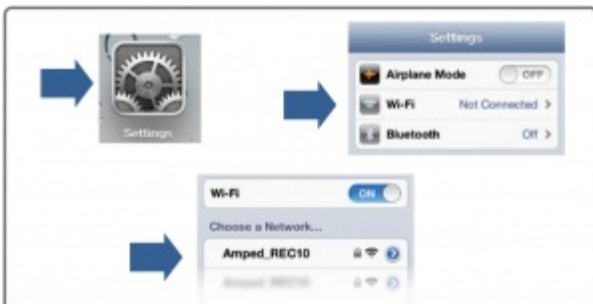 Settings
Settings
Airplane Mode OFF
Wi-Fi Not Connected >
Bluetooth Off >
Wi-Fi ON
Choose a Network...
Amped_REC10